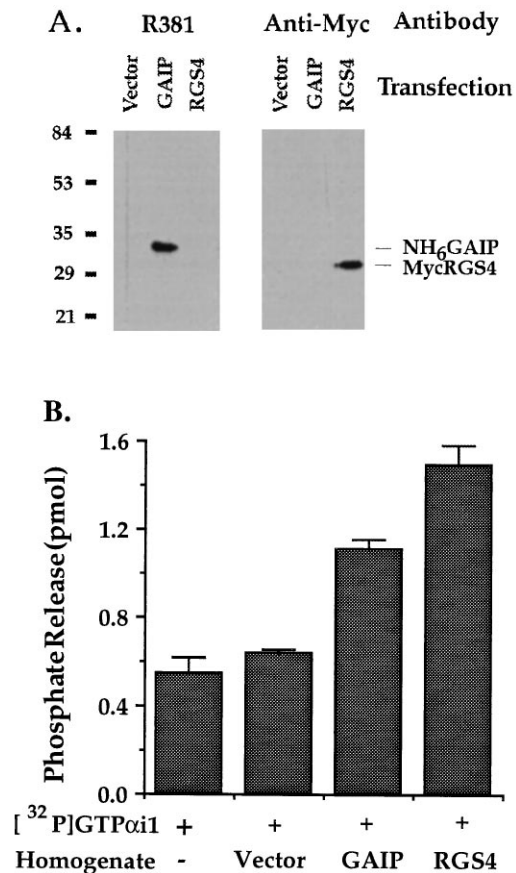 A. R381 Anti-Myc Antibody
Vector GAIP RGS4 Vector GAIP RGS4 Transfection
84
53
35
29
21
NH6GAIP
MycRGS4
B.
Phosphate Release (pmol)
1.6
1.2
0.8
0.4
0.0
[ 32P]GTPαi1 + + + +
Homogenate - Vector GAIP RGS4